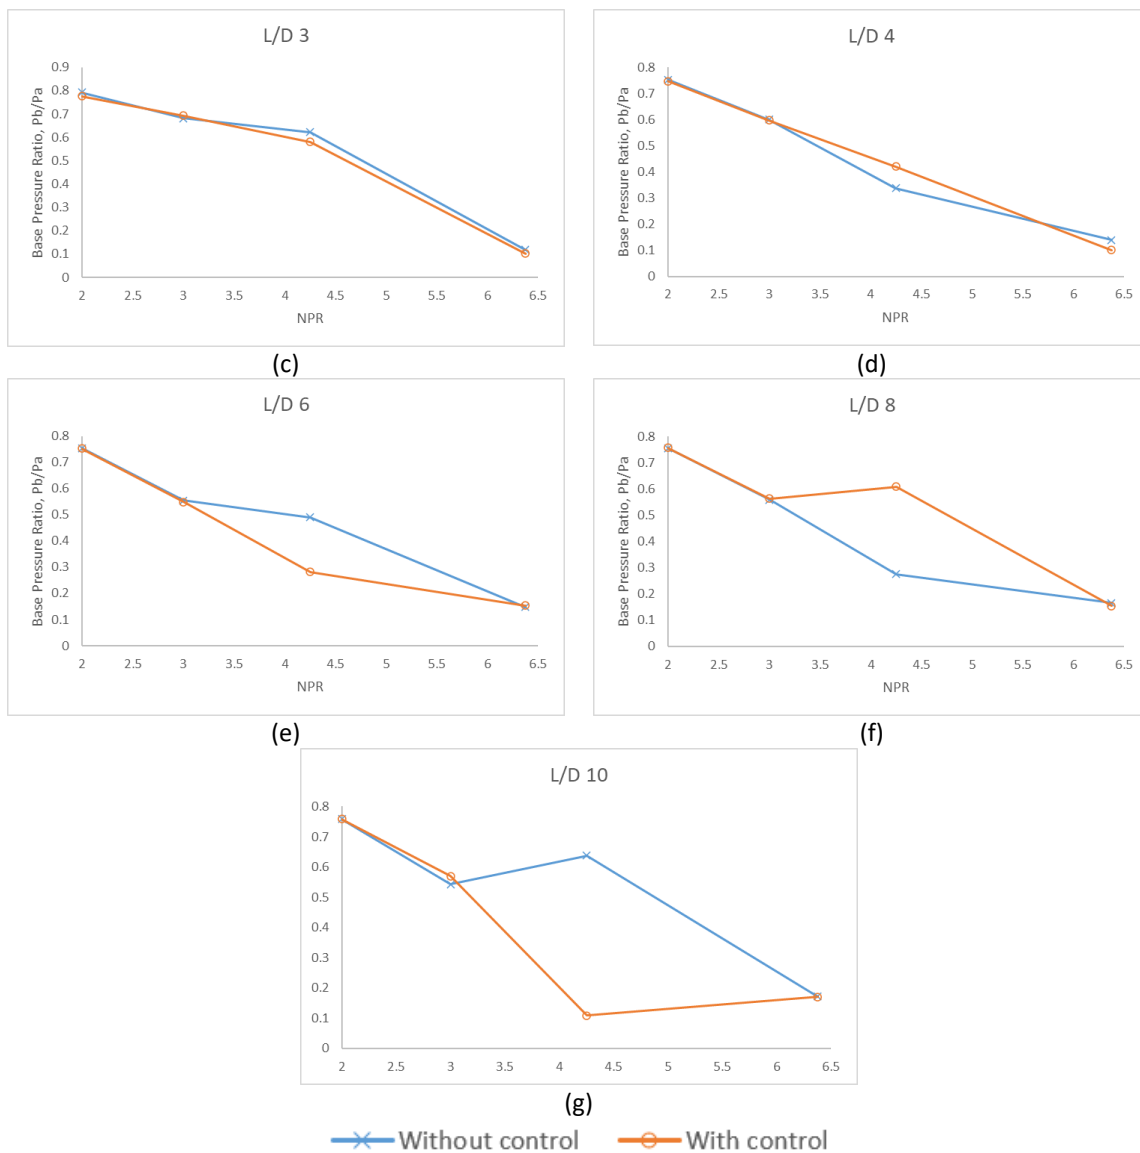 L/D 3
Base Pressure Ratio, Pb/Pa
0.9
0.8
0.7
0.6
0.5
0.4
0.3
0.2
0.1
0
2 2.5 3 3.5 4 4.5 5 5.5 6 6.5
NPR
(c)
L/D 4
Base Pressure Ratio, Pb/Pa
0.8
0.7
0.6
0.5
0.4
0.3
0.2
0.1
0
2 2.5 3 3.5 4 4.5 5 5.5 6 6.5
NPR
(d)
L/D 6
Base Pressure Ratio, Pb/Pa
0.8
0.7
0.6
0.5
0.4
0.3
0.2
0.1
0
2 2.5 3 3.5 4 4.5 5 5.5 6 6.5
NPR
(e)
L/D 8
Base Pressure Ratio, Pb/Pa
0.8
0.7
0.6
0.5
0.4
0.3
0.2
0.1
0
2 2.5 3 3.5 4 4.5 5 5.5 6 6.5
NPR
(f)
L/D 10
0.8
0.7
0.6
0.5
0.4
0.3
0.2
0.1
0
2 2.5 3 3.5 4 4.5 5 5.5 6 6.5
(g)
Without control With control